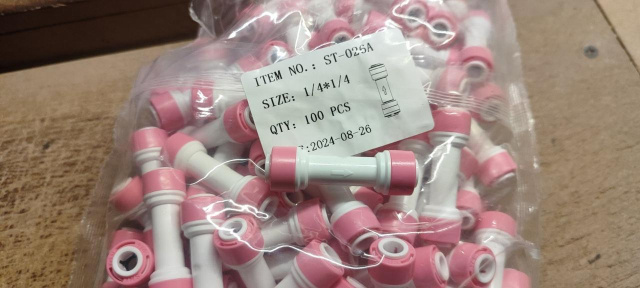 ITEM NO.: ST-025A
SIZE: 1/4*1/4
QTY: 100 PCS
:2024-08-26